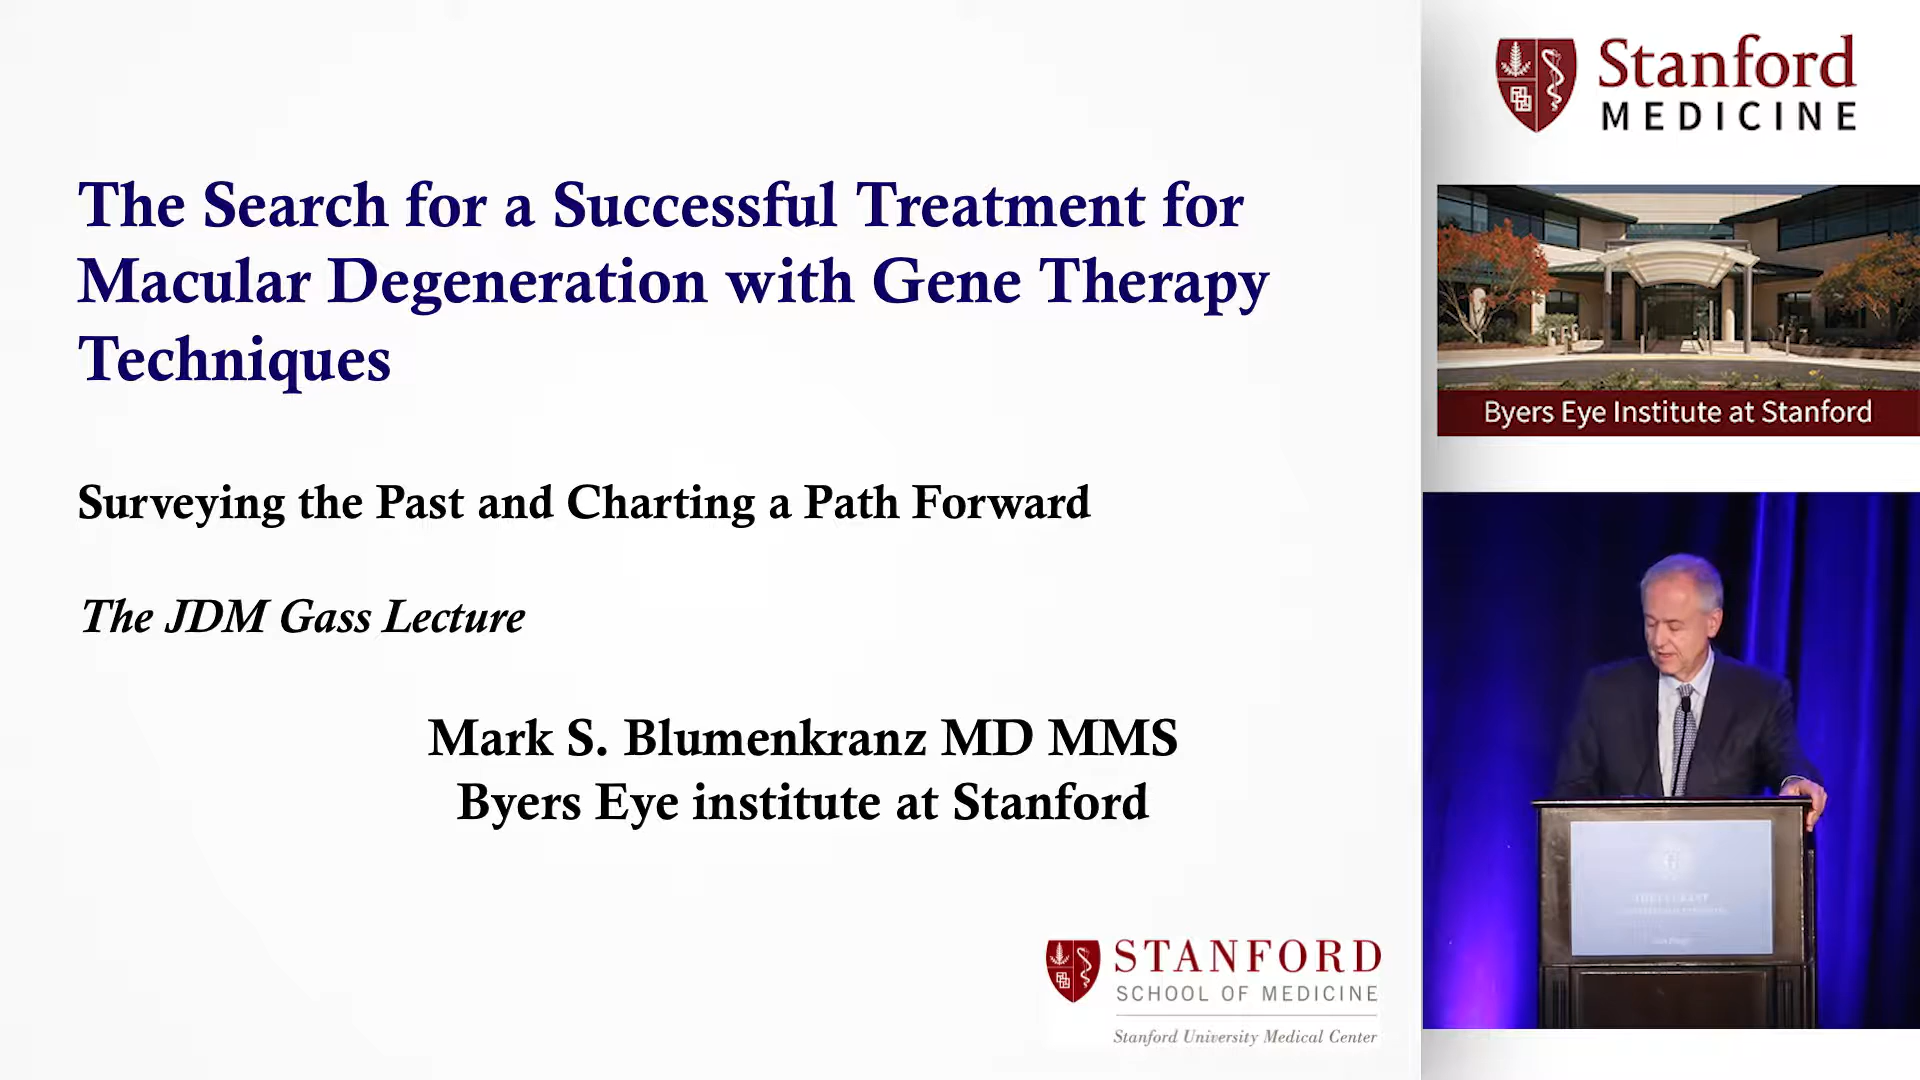 The Search for a Successful Treatment for
Macular Degeneration with Gene Therapy
Techniques
Surveying the Past and Charting a Path Forward
The JDM Gass Lecture
Mark S. Blumenkranz MD MMS
Byers Eye institute at Stanford
STANFORD
SCHOOL OF MEDICINE
Stanford University Medical Center
Stanford
MEDICINE
Byers Eye Institute at Stanford